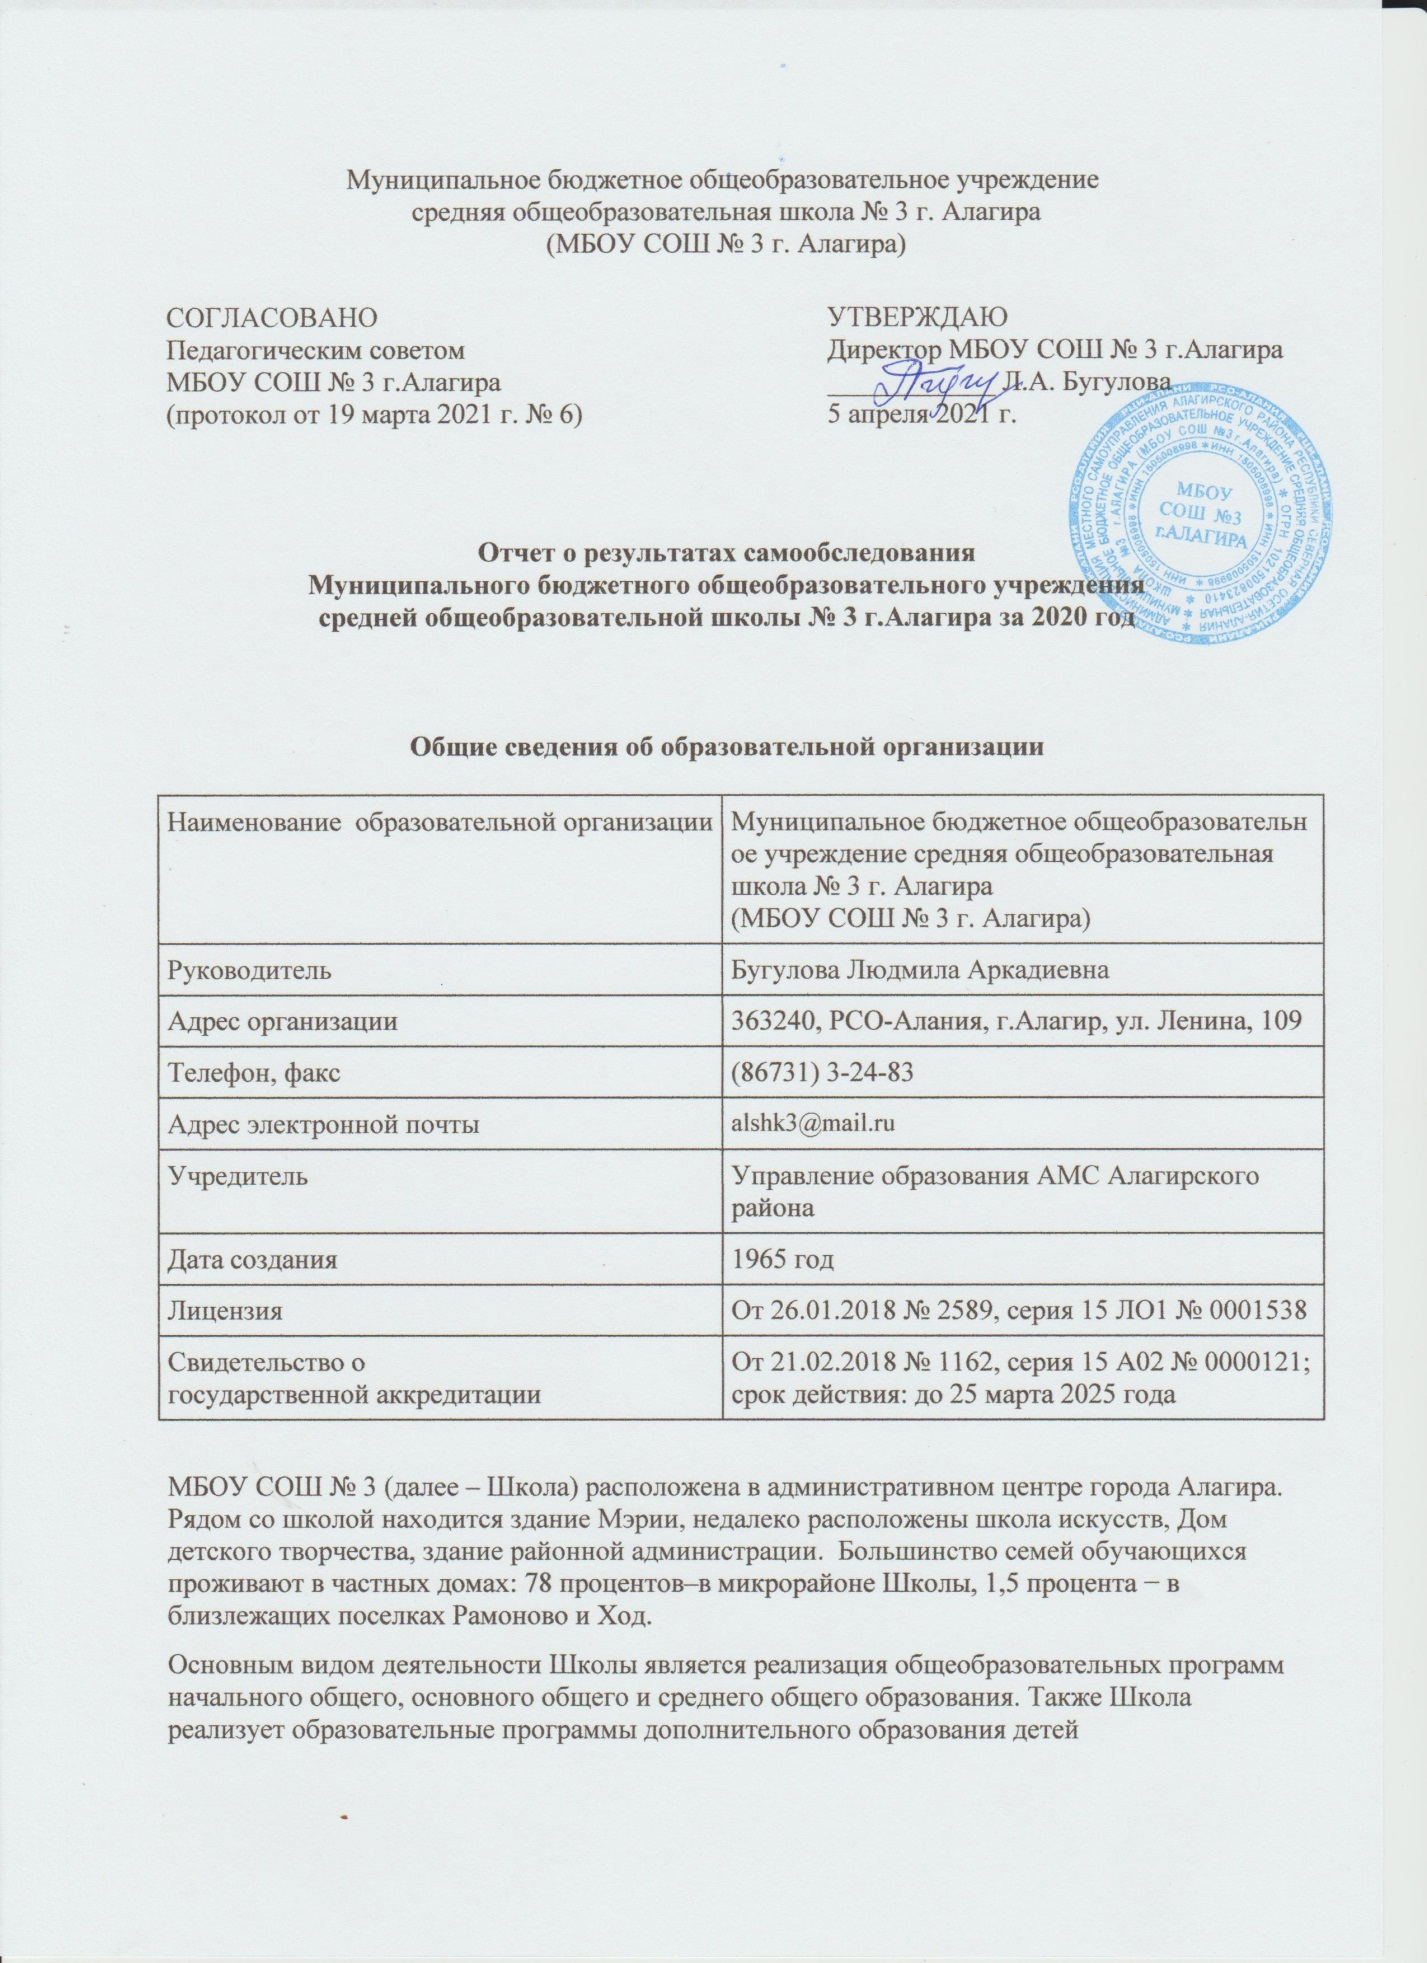 Муниципальное бюджетное общеобразовательное учреждение
средняя общеобразовательная школа № 3 г. Алагира
(МБОУ СОШ № 3 г. Алагира)
СОГЛАСОВАНО
Педагогическим советом
МБОУ СОШ № 3 г.Алагира
(протокол от 19 марта 2021 г. № 6)
УТВЕРЖДАЮ
Директор МБОУ СОШ № 3 г.Алагира
____________Л.А. Бугулова
5 апреля 2021 г.
МБОУ
СОШ №3
г.АЛАГИРА
Отчет о результатах самообследования
Муниципального бюджетного общеобразовательного учреждения
средней общеобразовательной школы № 3 г.Алагира за 2020 год
Общие сведения об образовательной организации
Наименование образовательной организации
Муниципальное бюджетное общеобразовательн
ое учреждение средняя общеобразовательная
школа № 3 г. Алагира
(МБОУ СОШ № 3 г. Алагира)
Руководитель
Бугулова Людмила Аркадиевна
Адрес организации
363240, РСО-Алания, г.Алагир, ул. Ленина, 109
Телефон, факс
(86731) 3-24-83
Адрес электронной почты
alshk3@mail.ru
Учредитель
Управление образования АМС Алагирского
района
Дата создания
1965 год
Лицензия
От 26.01.2018 № 2589, серия 15 ЛО1 № 0001538
Свидетельство о
государственной аккредитации
От 21.02.2018 № 1162, серия 15 А02 № 0000121;
срок действия: до 25 марта 2025 года
МБОУ СОШ № 3 (далее – Школа) расположена в административном центре города Алагира.
Рядом со школой находится здание Мэрии, недалеко расположены школа искусств, Дом
детского творчества, здание районной администрации. Большинство семей обучающихся
проживают в частных домах: 78 процентов–в микрорайоне Школы, 1,5 процента − в
близлежащих поселках Рамоново и Ход.
Основным видом деятельности Школы является реализация общеобразовательных программ
начального общего, основного общего и среднего общего образования. Также Школа
реализует образовательные программы дополнительного образования детей